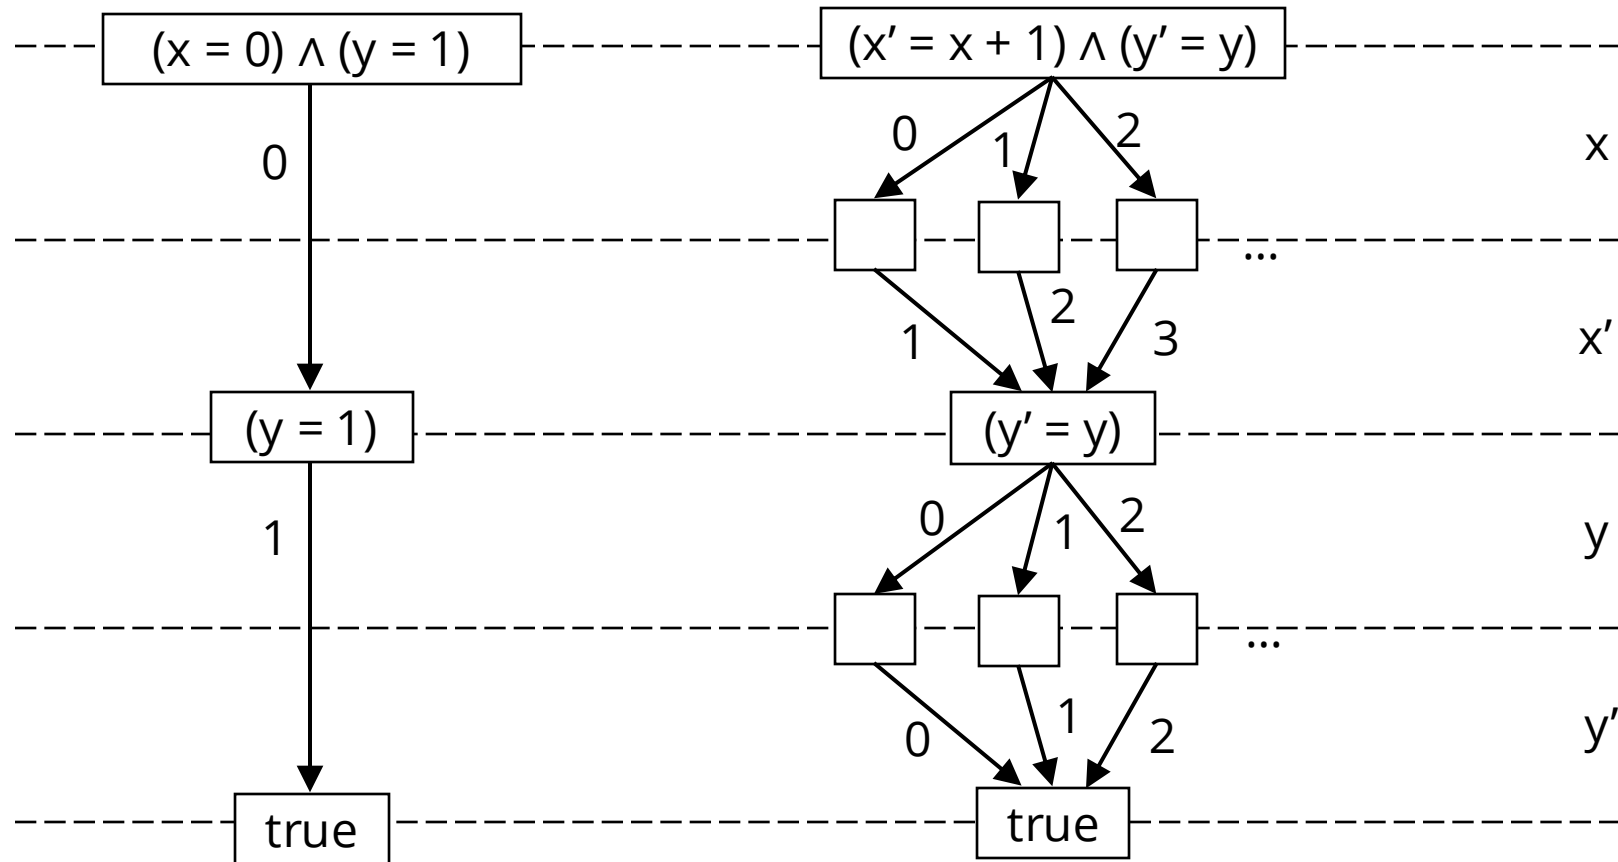 (x = 0) ∧ (y = 1)
(x’ = x + 1) ∧ (y’ = y)
0
0
1
2
x
...
1
2
3
x’
(y = 1)
(y’ = y)
1
0
1
2
y
...
0
1
2
y’
true
true